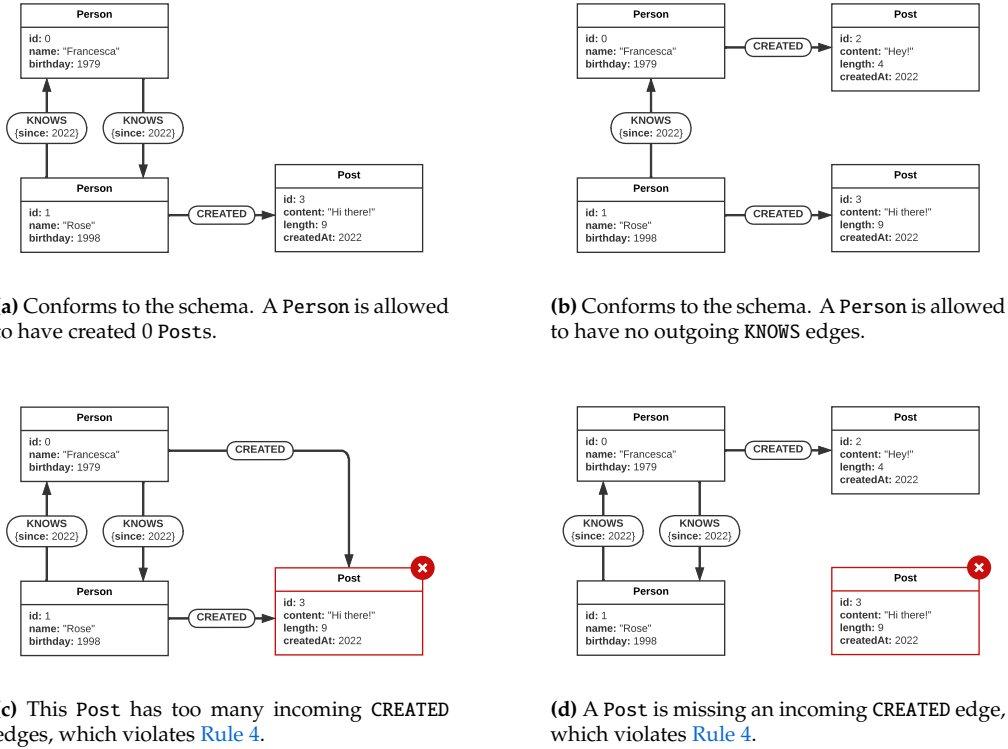 Person
id: 0
name: "Francesca"
birthday: 1979
KNOWS
{since: 2022}
KNOWS
{since: 2022}
Person
id: 1
name: "Rose"
birthday: 1998
CREATED
Post
id: 3
content: "Hi there!"
length: 9
createdAt: 2022
(a) Conforms to the schema. A Person is allowed
to have created 0 Posts.
Person
id: 0
name: "Francesca"
birthday: 1979
CREATED
Post
id: 2
content: "Hey!"
length: 4
createdAt: 2022
KNOWS
{since: 2022}
Person
id: 1
name: "Rose"
birthday: 1998
CREATED
Post
id: 3
content: "Hi there!"
length: 9
createdAt: 2022
(b) Conforms to the schema. A Person is allowed
to have no outgoing KNOWS edges.
Person
id: 0
name: "Francesca"
birthday: 1979
CREATED
KNOWS
{since: 2022}
KNOWS
{since: 2022}
Person
id: 1
name: "Rose"
birthday: 1998
CREATED
Post
id: 3
content: "Hi there!"
length: 9
createdAt: 2022
(c) This Post has too many incoming CREATED
edges, which violates Rule 4.
Person
id: 0
name: "Francesca"
birthday: 1979
CREATED
Post
id: 2
content: "Hey!"
length: 4
createdAt: 2022
KNOWS
{since: 2022}
KNOWS
{since: 2022}
Person
id: 1
name: "Rose"
birthday: 1998
Post
id: 3
content: "Hi there!"
length: 9
createdAt: 2022
(d) A Post is missing an incoming CREATED edge,
which violates Rule 4.